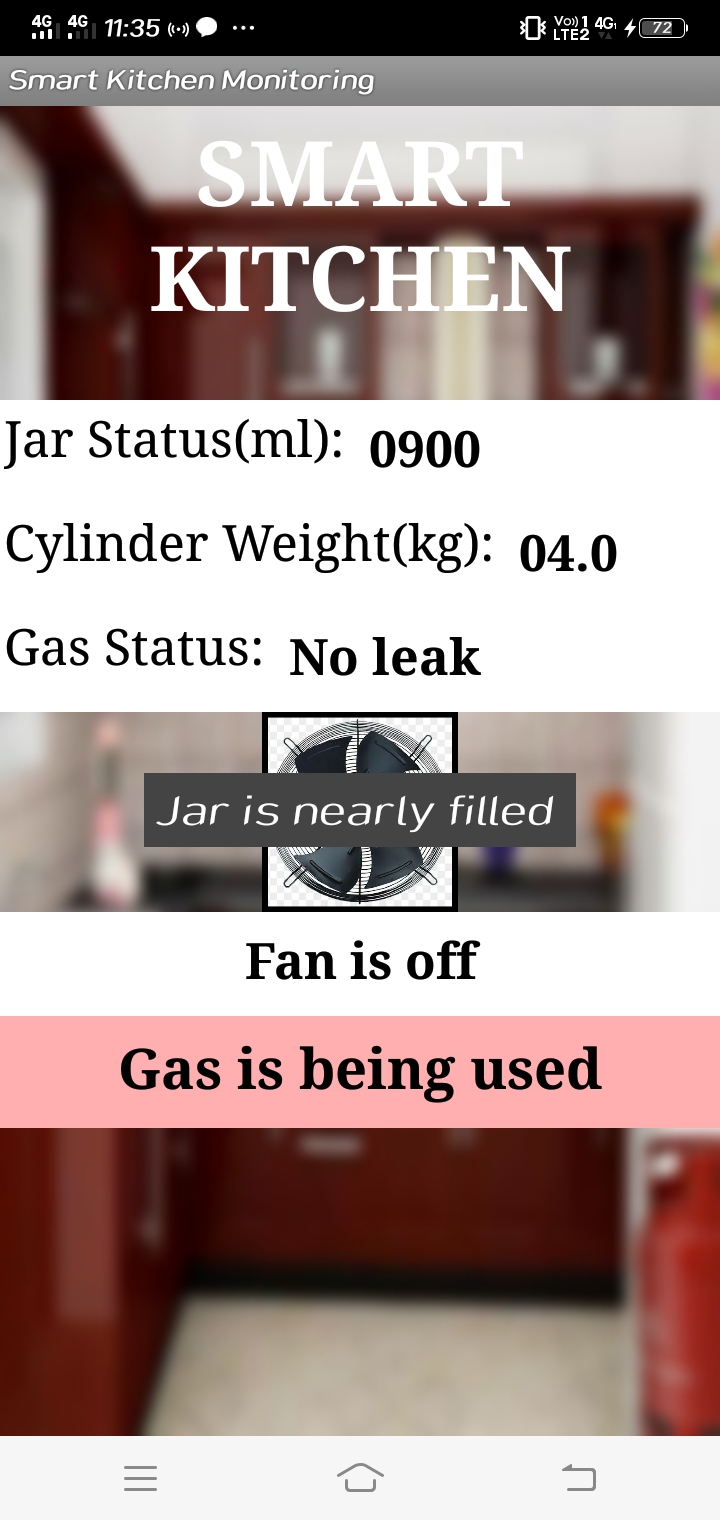 4G 4G 11:35 ... Vo)) 1 LTE2 4G 72
Smart Kitchen Monitoring
SMART
KITCHEN
Jar Status(ml): 0900
Cylinder Weight(kg): 04.0
Gas Status: No leak
Jar is nearly filled
Fan is off
Gas is being used